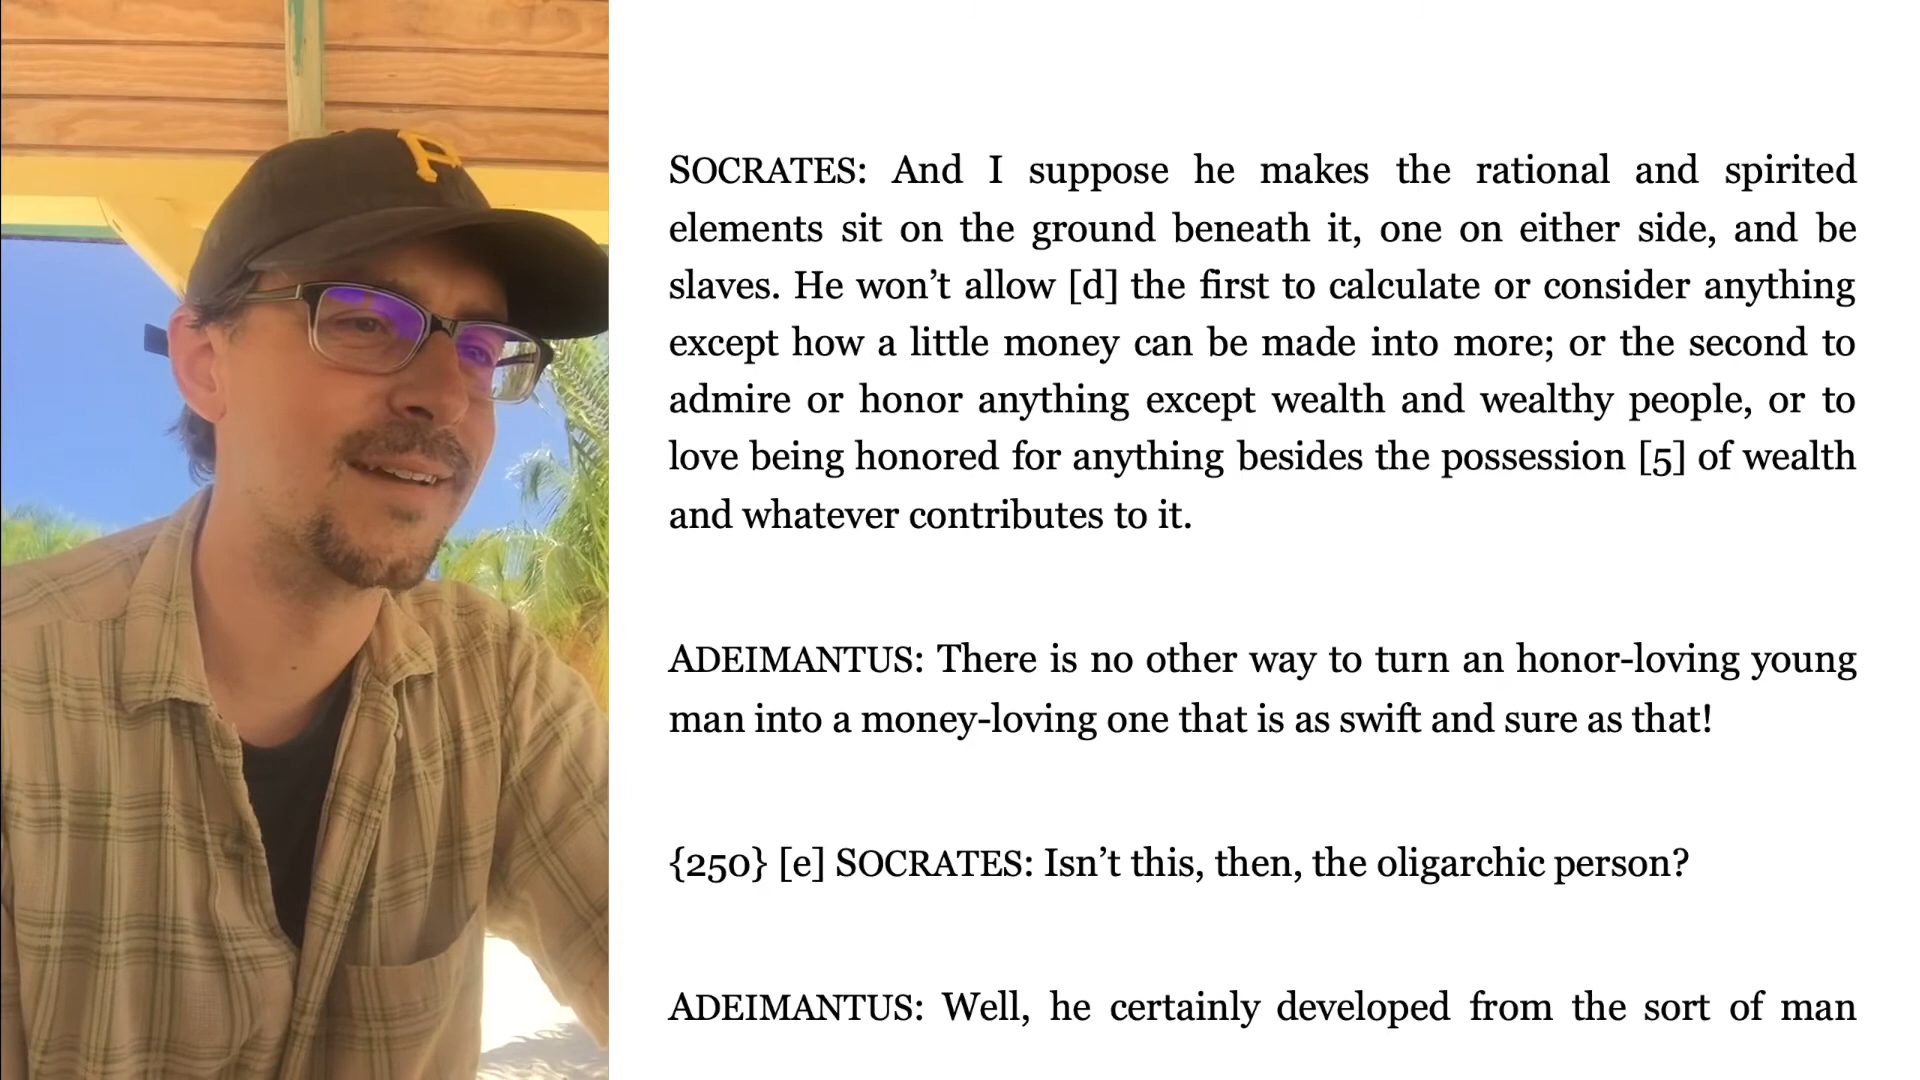 P
SOCRATES: And I suppose he makes the rational and spirited
elements sit on the ground beneath it, one on either side, and be
slaves. He won’t allow [d] the first to calculate or consider anything
except how a little money can be made into more; or the second to
admire or honor anything except wealth and wealthy people, or to
love being honored for anything besides the possession [5] of wealth
and whatever contributes to it.
ADEIMANTUS: There is no other way to turn an honor-loving young
man into a money-loving one that is as swift and sure as that!
{250} [e] SOCRATES: Isn’t this, then, the oligarchic person?
ADEIMANTUS: Well, he certainly developed from the sort of man